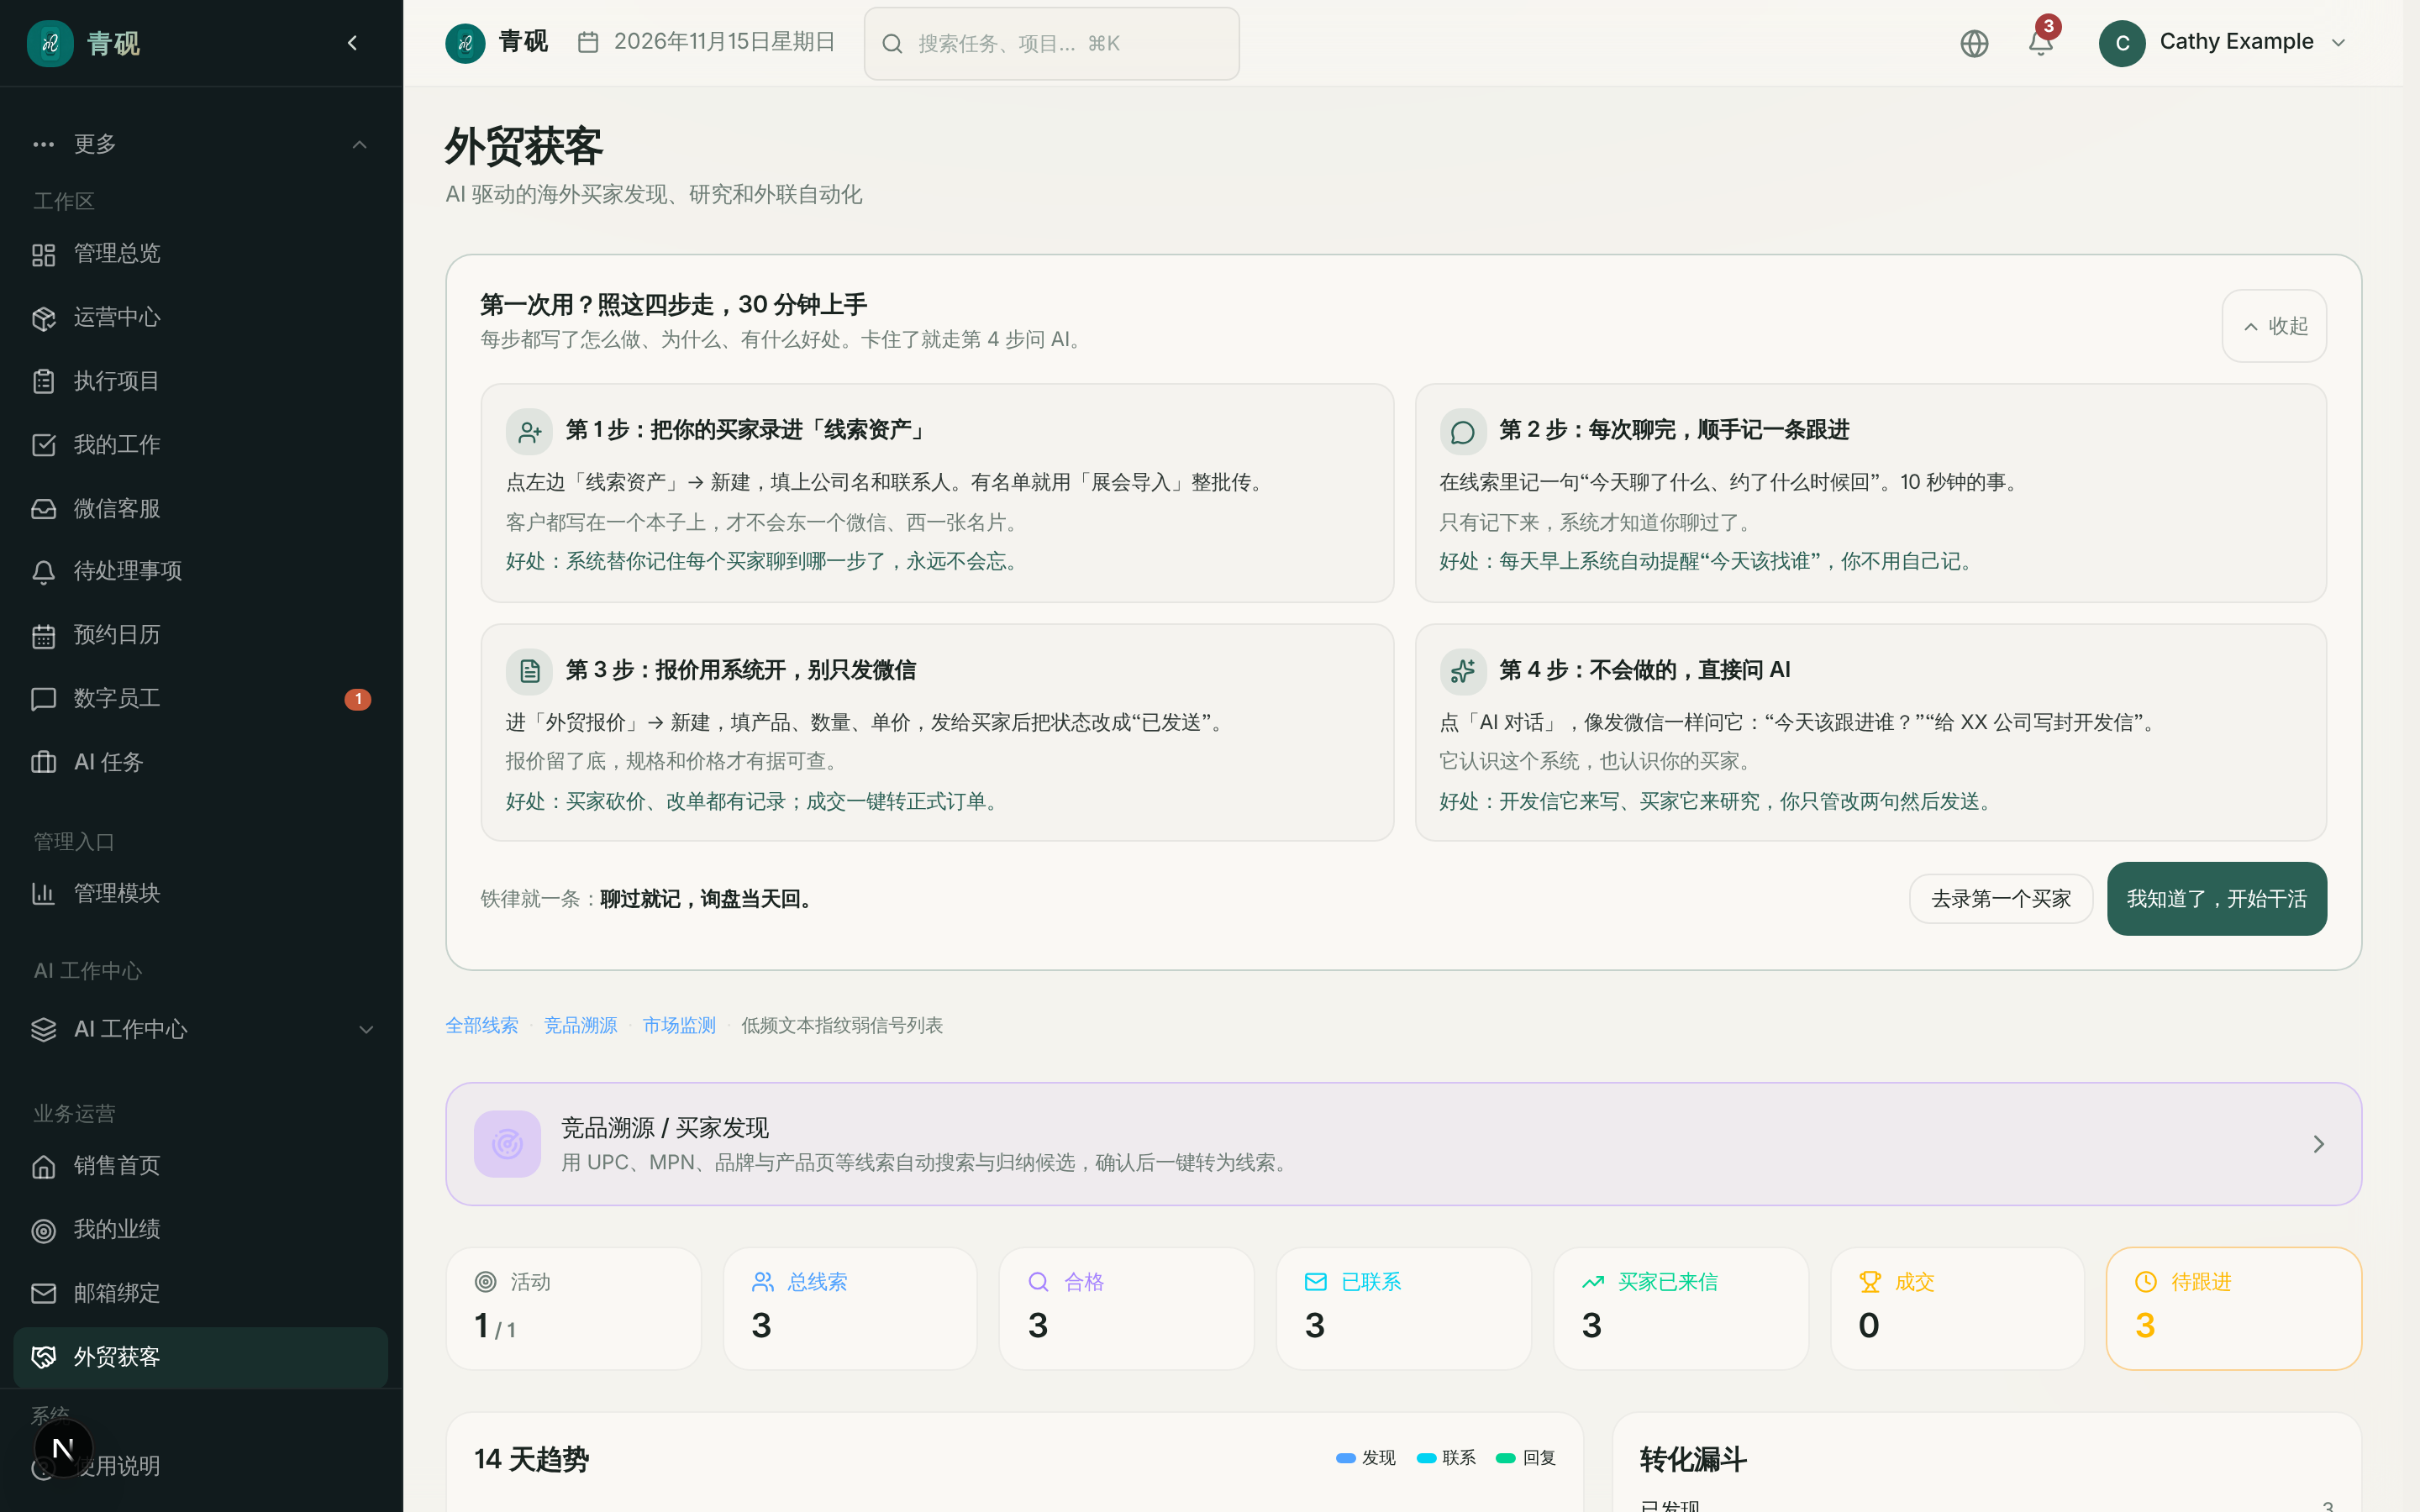 青砚
更多
工作区
管理总览
运营中心
执行项目
我的工作
微信客服
待处理事项
预约日历
数字员工 1
AI 任务
管理入口
管理模块
AI 工作中心
AI 工作中心
业务运营
销售首页
我的业绩
邮箱绑定
外贸获客
系统
N
使用说明
青砚 2026年11月15日星期日 搜索任务、项目... ⌘K 3 C Cathy Example
外贸获客
AI 驱动的海外买家发现、研究和外联自动化
第一次用？照这四步走，30 分钟上手
每步都写了怎么做、为什么、有什么好处。卡住了就走第 4 步问 AI。
收起
第 1 步：把你的买家录进「线索资产」
点左边「线索资产」→ 新建，填上公司名和联系人。有名单就用「展会导入」整批传。
客户都写在一个本子上，才不会东一个微信、西一张名片。
好处：系统替你记住每个买家聊到哪一步了，永远不会忘。
第 2 步：每次聊完，顺手记一条跟进
在线索里记一句“今天聊了什么、约了什么时候回”。10 秒钟的事。
只有记下来，系统才知道你聊过了。
好处：每天早上系统自动提醒“今天该找谁”，你不用自己记。
第 3 步：报价用系统开，别只发微信
进「外贸报价」→ 新建，填产品、数量、单价，发给买家后把状态改成“已发送”。
报价留了底，规格和价格才有据可查。
好处：买家砍价、改单都有记录；成交一键转正式订单。
第 4 步：不会做的，直接问 AI
点「AI 对话」，像发微信一样问它：“今天该跟进谁？”“给 XX 公司写封开发信”。
它认识这个系统，也认识你的买家。
好处：开发信它来写、买家它来研究，你只管改两句然后发送。
铁律就一条：聊过就记，询盘当天回。
去录第一个买家
我知道了，开始干活
全部线索 · 竞品溯源 · 市场监测 · 低频文本指纹弱信号列表
竞品溯源 / 买家发现
用 UPC、MPN、品牌与产品页等线索自动搜索与归纳候选，确认后一键转为线索。
活动
1 / 1
总线索
3
合格
3
已联系
3
买家已来信
3
成交
0
待跟进
3
14 天趋势
发现 联系 回复
转化漏斗
已发现 3